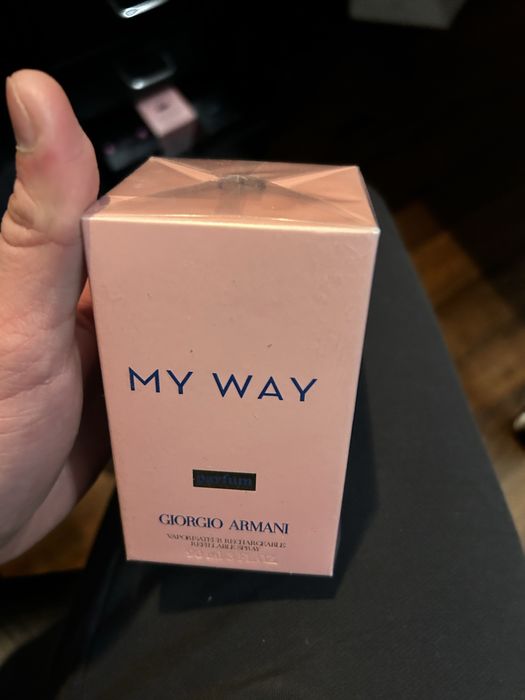 MY WAY
parfum
GIORGIO ARMANI
VAPORISATEUR RECHARGEABLE
REFILLABLE SPRAY